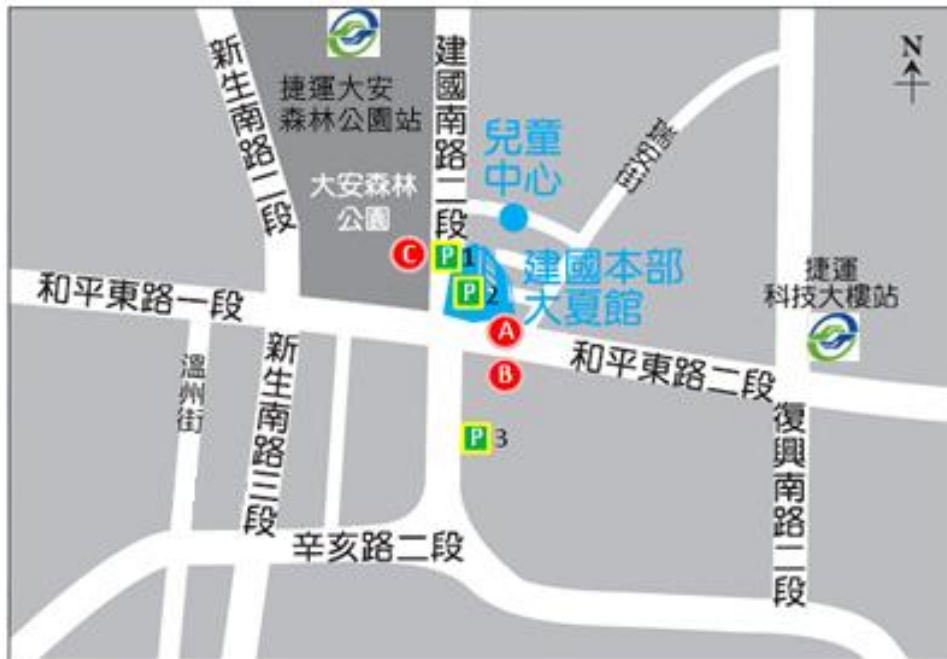 新生南路二段
捷運大安
森林公園站
建國南路二段
N
兒童
中心
瑞安街
大安森林
公園
C
P 1
P 2
建國本部
大夏館
捷運
科技大樓站
A
和平東路一段
和平東路二段
B
溫州街
新生南路三段
P 3
復興南路二段
辛亥路二段